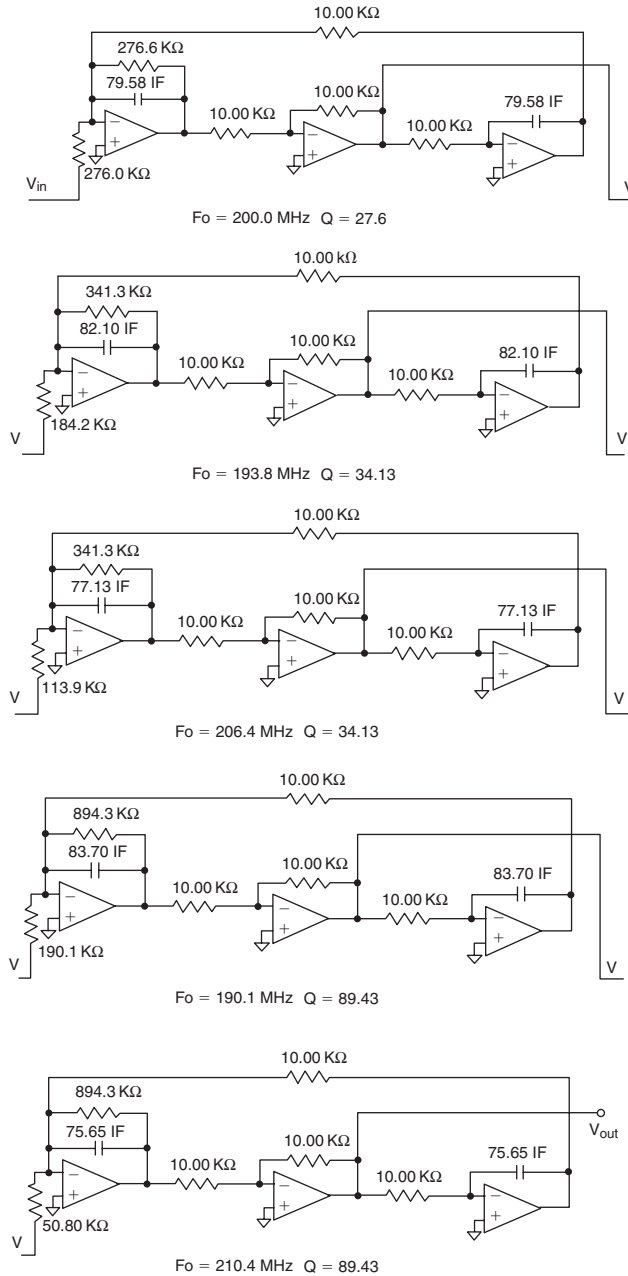 10.00 KΩ
276.6 KΩ
79.58 IF
10.00 KΩ
10.00 KΩ
10.00 KΩ
79.58 IF
− + − + − +
Vin
276.0 KΩ
V
Fo = 200.0 MHz Q = 27.6
10.00 kΩ
341.3 KΩ
82.10 IF
10.00 KΩ
10.00 KΩ
10.00 KΩ
82.10 IF
− + − + − +
V
184.2 KΩ
V
Fo = 193.8 MHz Q = 34.13
10.00 KΩ
341.3 KΩ
77.13 IF
10.00 KΩ
10.00 KΩ
10.00 KΩ
77.13 IF
− + − + − +
V
113.9 KΩ
V
Fo = 206.4 MHz Q = 34.13
10.00 KΩ
894.3 KΩ
83.70 IF
10.00 KΩ
10.00 KΩ
10.00 KΩ
83.70 IF
− + − + − +
V
190.1 KΩ
V
Fo = 190.1 MHz Q = 89.43
10.00 KΩ
894.3 KΩ
75.65 IF
10.00 KΩ
10.00 KΩ
10.00 KΩ
75.65 IF
− + − + − +
Vout
V
50.80 KΩ
Fo = 210.4 MHz Q = 89.43